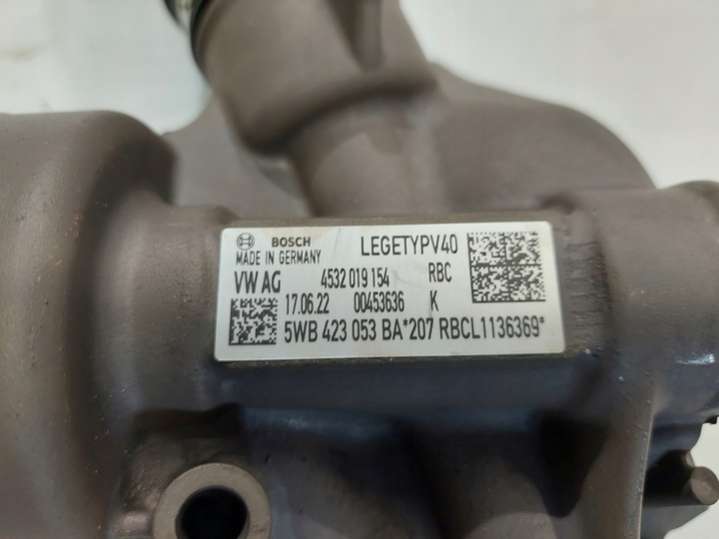 BOSCH LEGETYPV40
MADE IN GERMANY
VW AG 4532 019 154 RBC
17.06.22 00453636 K
5WB 423 053 BA*207 RBCL1136369*